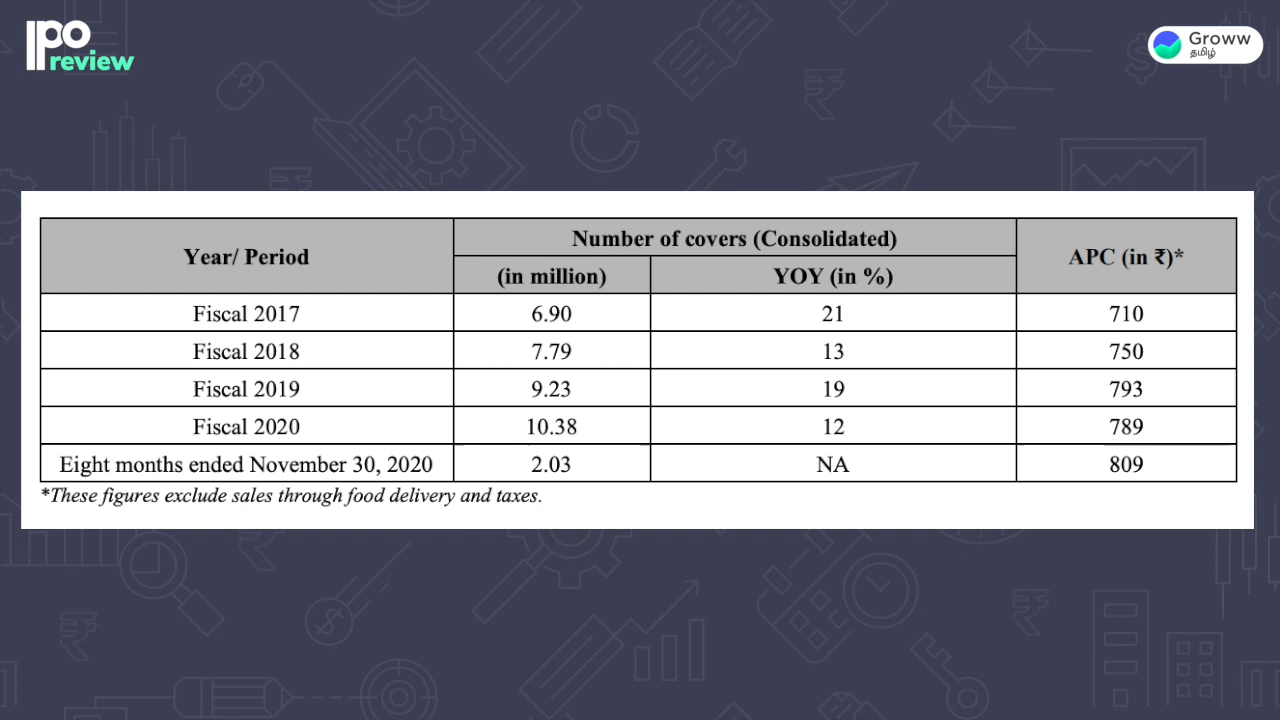 IPO
review
Groww
தமிழ்
Year/ Period
Number of covers (Consolidated)
APC (in ₹)*
(in million)
YOY (in %)
Fiscal 2017 6.90 21 710
Fiscal 2018 7.79 13 750
Fiscal 2019 9.23 19 793
Fiscal 2020 10.38 12 789
Eight months ended November 30, 2020 2.03 NA 809
*These figures exclude sales through food delivery and taxes.